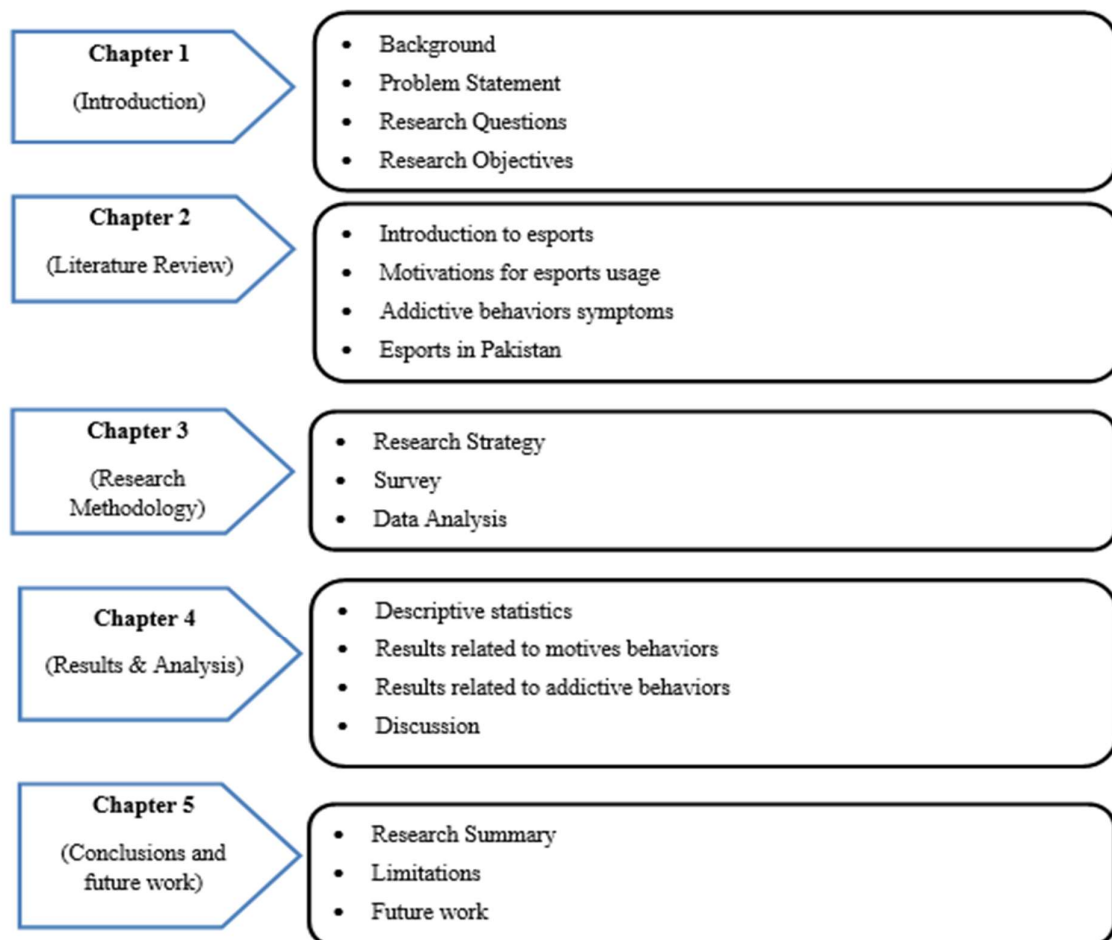 Chapter 1
(Introduction)
• Background
• Problem Statement
• Research Questions
• Research Objectives
Chapter 2
(Literature Review)
• Introduction to esports
• Motivations for esports usage
• Addictive behaviors symptoms
• Esports in Pakistan
Chapter 3
(Research
Methodology)
• Research Strategy
• Survey
• Data Analysis
Chapter 4
(Results & Analysis)
• Descriptive statistics
• Results related to motives behaviors
• Results related to addictive behaviors
• Discussion
Chapter 5
(Conclusions and
future work)
• Research Summary
• Limitations
• Future work